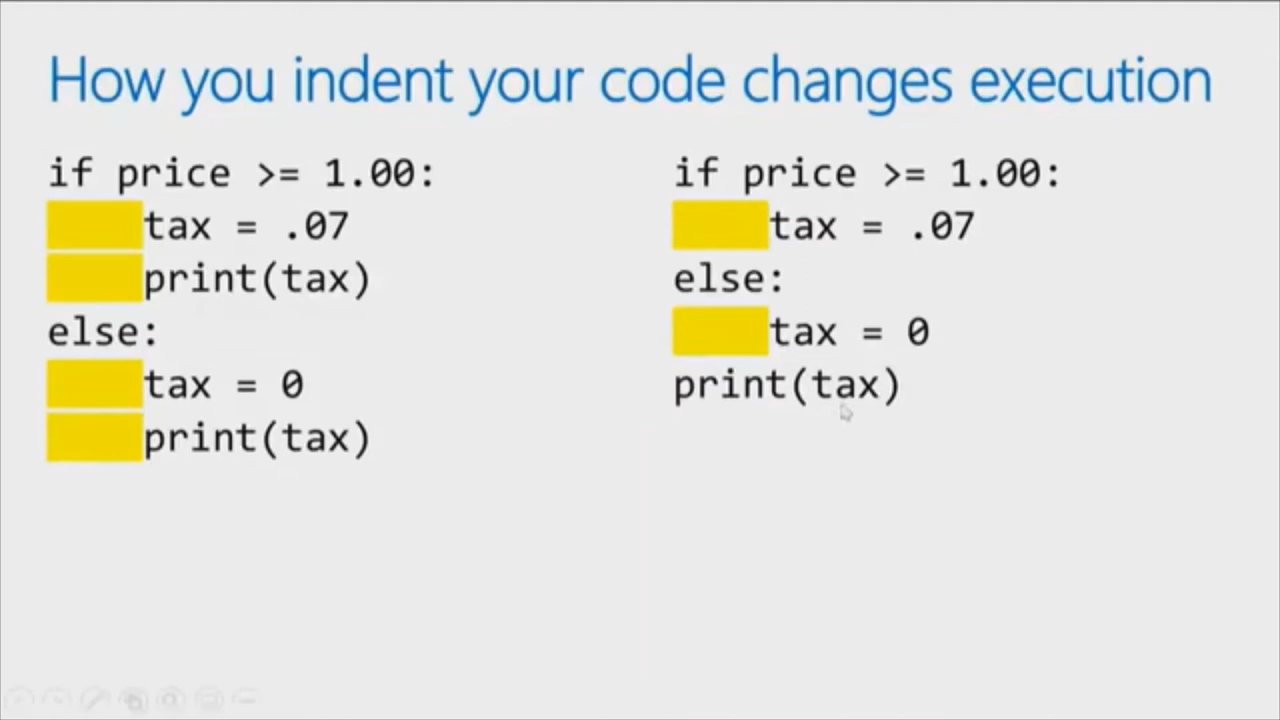 How you indent your code changes execution
if price >= 1.00:
tax = .07
print(tax)
else:
tax = 0
print(tax)
if price >= 1.00:
tax = .07
else:
tax = 0
print(tax)